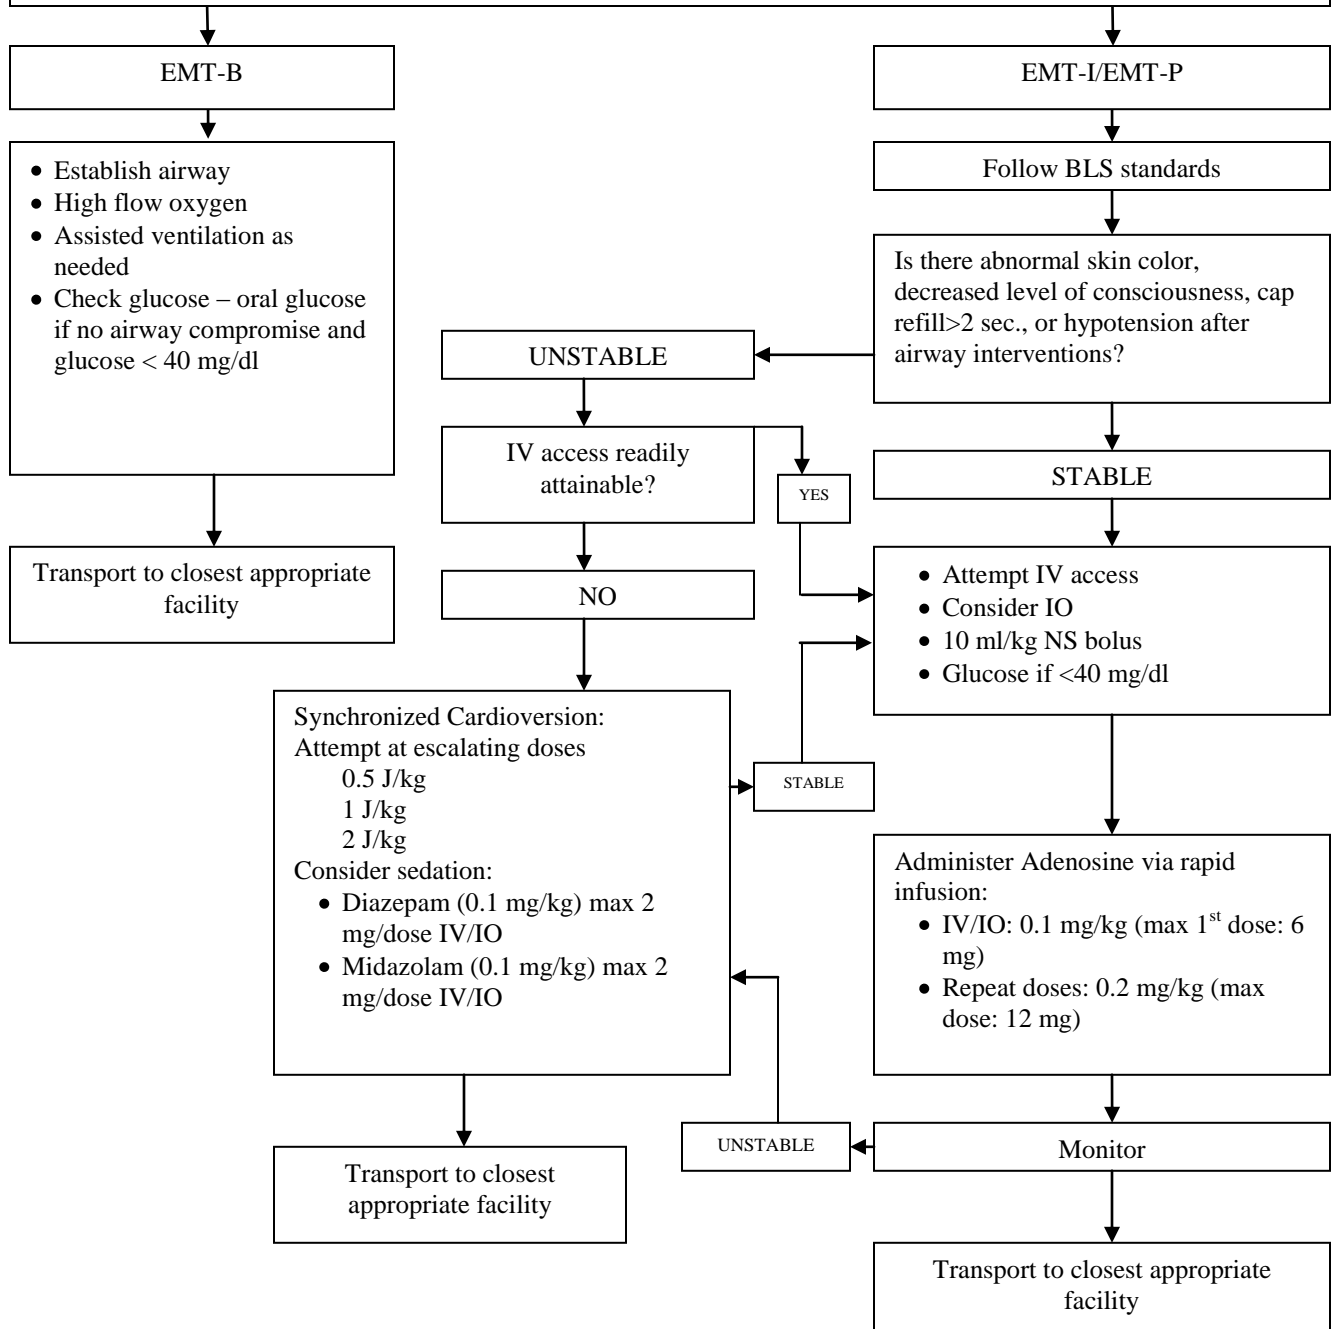 EMT-B
• Establish airway
• High flow oxygen
• Assisted ventilation as
needed
• Check glucose – oral glucose
if no airway compromise and
glucose < 40 mg/dl
Transport to closest appropriate
facility
EMT-I/EMT-P
Follow BLS standards
Is there abnormal skin color,
decreased level of consciousness, cap
refill>2 sec., or hypotension after
airway interventions?
UNSTABLE
IV access readily
attainable?
YES
NO
STABLE
• Attempt IV access
• Consider IO
• 10 ml/kg NS bolus
• Glucose if <40 mg/dl
Synchronized Cardioversion:
Attempt at escalating doses
0.5 J/kg
1 J/kg
2 J/kg
Consider sedation:
• Diazepam (0.1 mg/kg) max 2
mg/dose IV/IO
• Midazolam (0.1 mg/kg) max 2
mg/dose IV/IO
STABLE
Administer Adenosine via rapid
infusion:
• IV/IO: 0.1 mg/kg (max 1st dose: 6
mg)
• Repeat doses: 0.2 mg/kg (max
dose: 12 mg)
UNSTABLE
Monitor
Transport to closest
appropriate facility
Transport to closest appropriate
facility